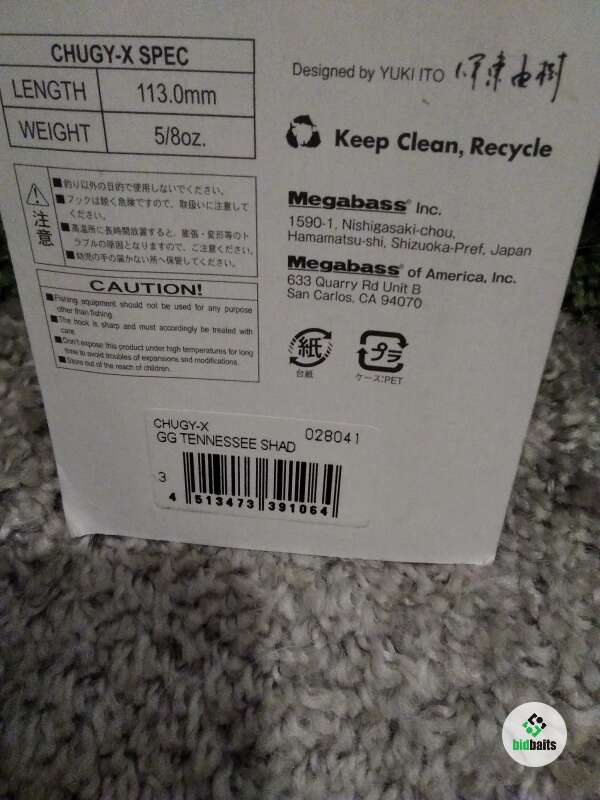 CHUGY-X SPEC
LENGTH 113.0mm
WEIGHT 5/8oz.
Designed by YUKI ITO 伊東由樹
Keep Clean, Recycle
注意
■釣り以外の目的で使用しないでください。
■フックは鋭く危険ですので、取扱いに注意して
ください。
■高温所に長時間放置すると、膨張・変形等のト
ラブルの原因となりますので、ご注意ください。
■幼児の手の届かない所へ保管してください。
CAUTION!
■Fishing equipment should not be used for any purpose
other than fishing.
■The hook is sharp and must accordingly be treated with
care.
■Don't expose this product under high temperatures for long
time to avoid troubles of expansions and modifications.
■Store out of the reach of children.
Megabass® Inc.
1590-1, Nishigasaki-chou,
Hamamatsu-shi, Shizuoka-Pref, Japan
Megabass® of America, Inc.
633 Quarry Rd Unit B
San Carlos, CA 94070
紙
台紙
プラ
ケース:PET
CHUGY-X
GG TENNESSEE SHAD 028041
3
4 513473 391064
bidbaits